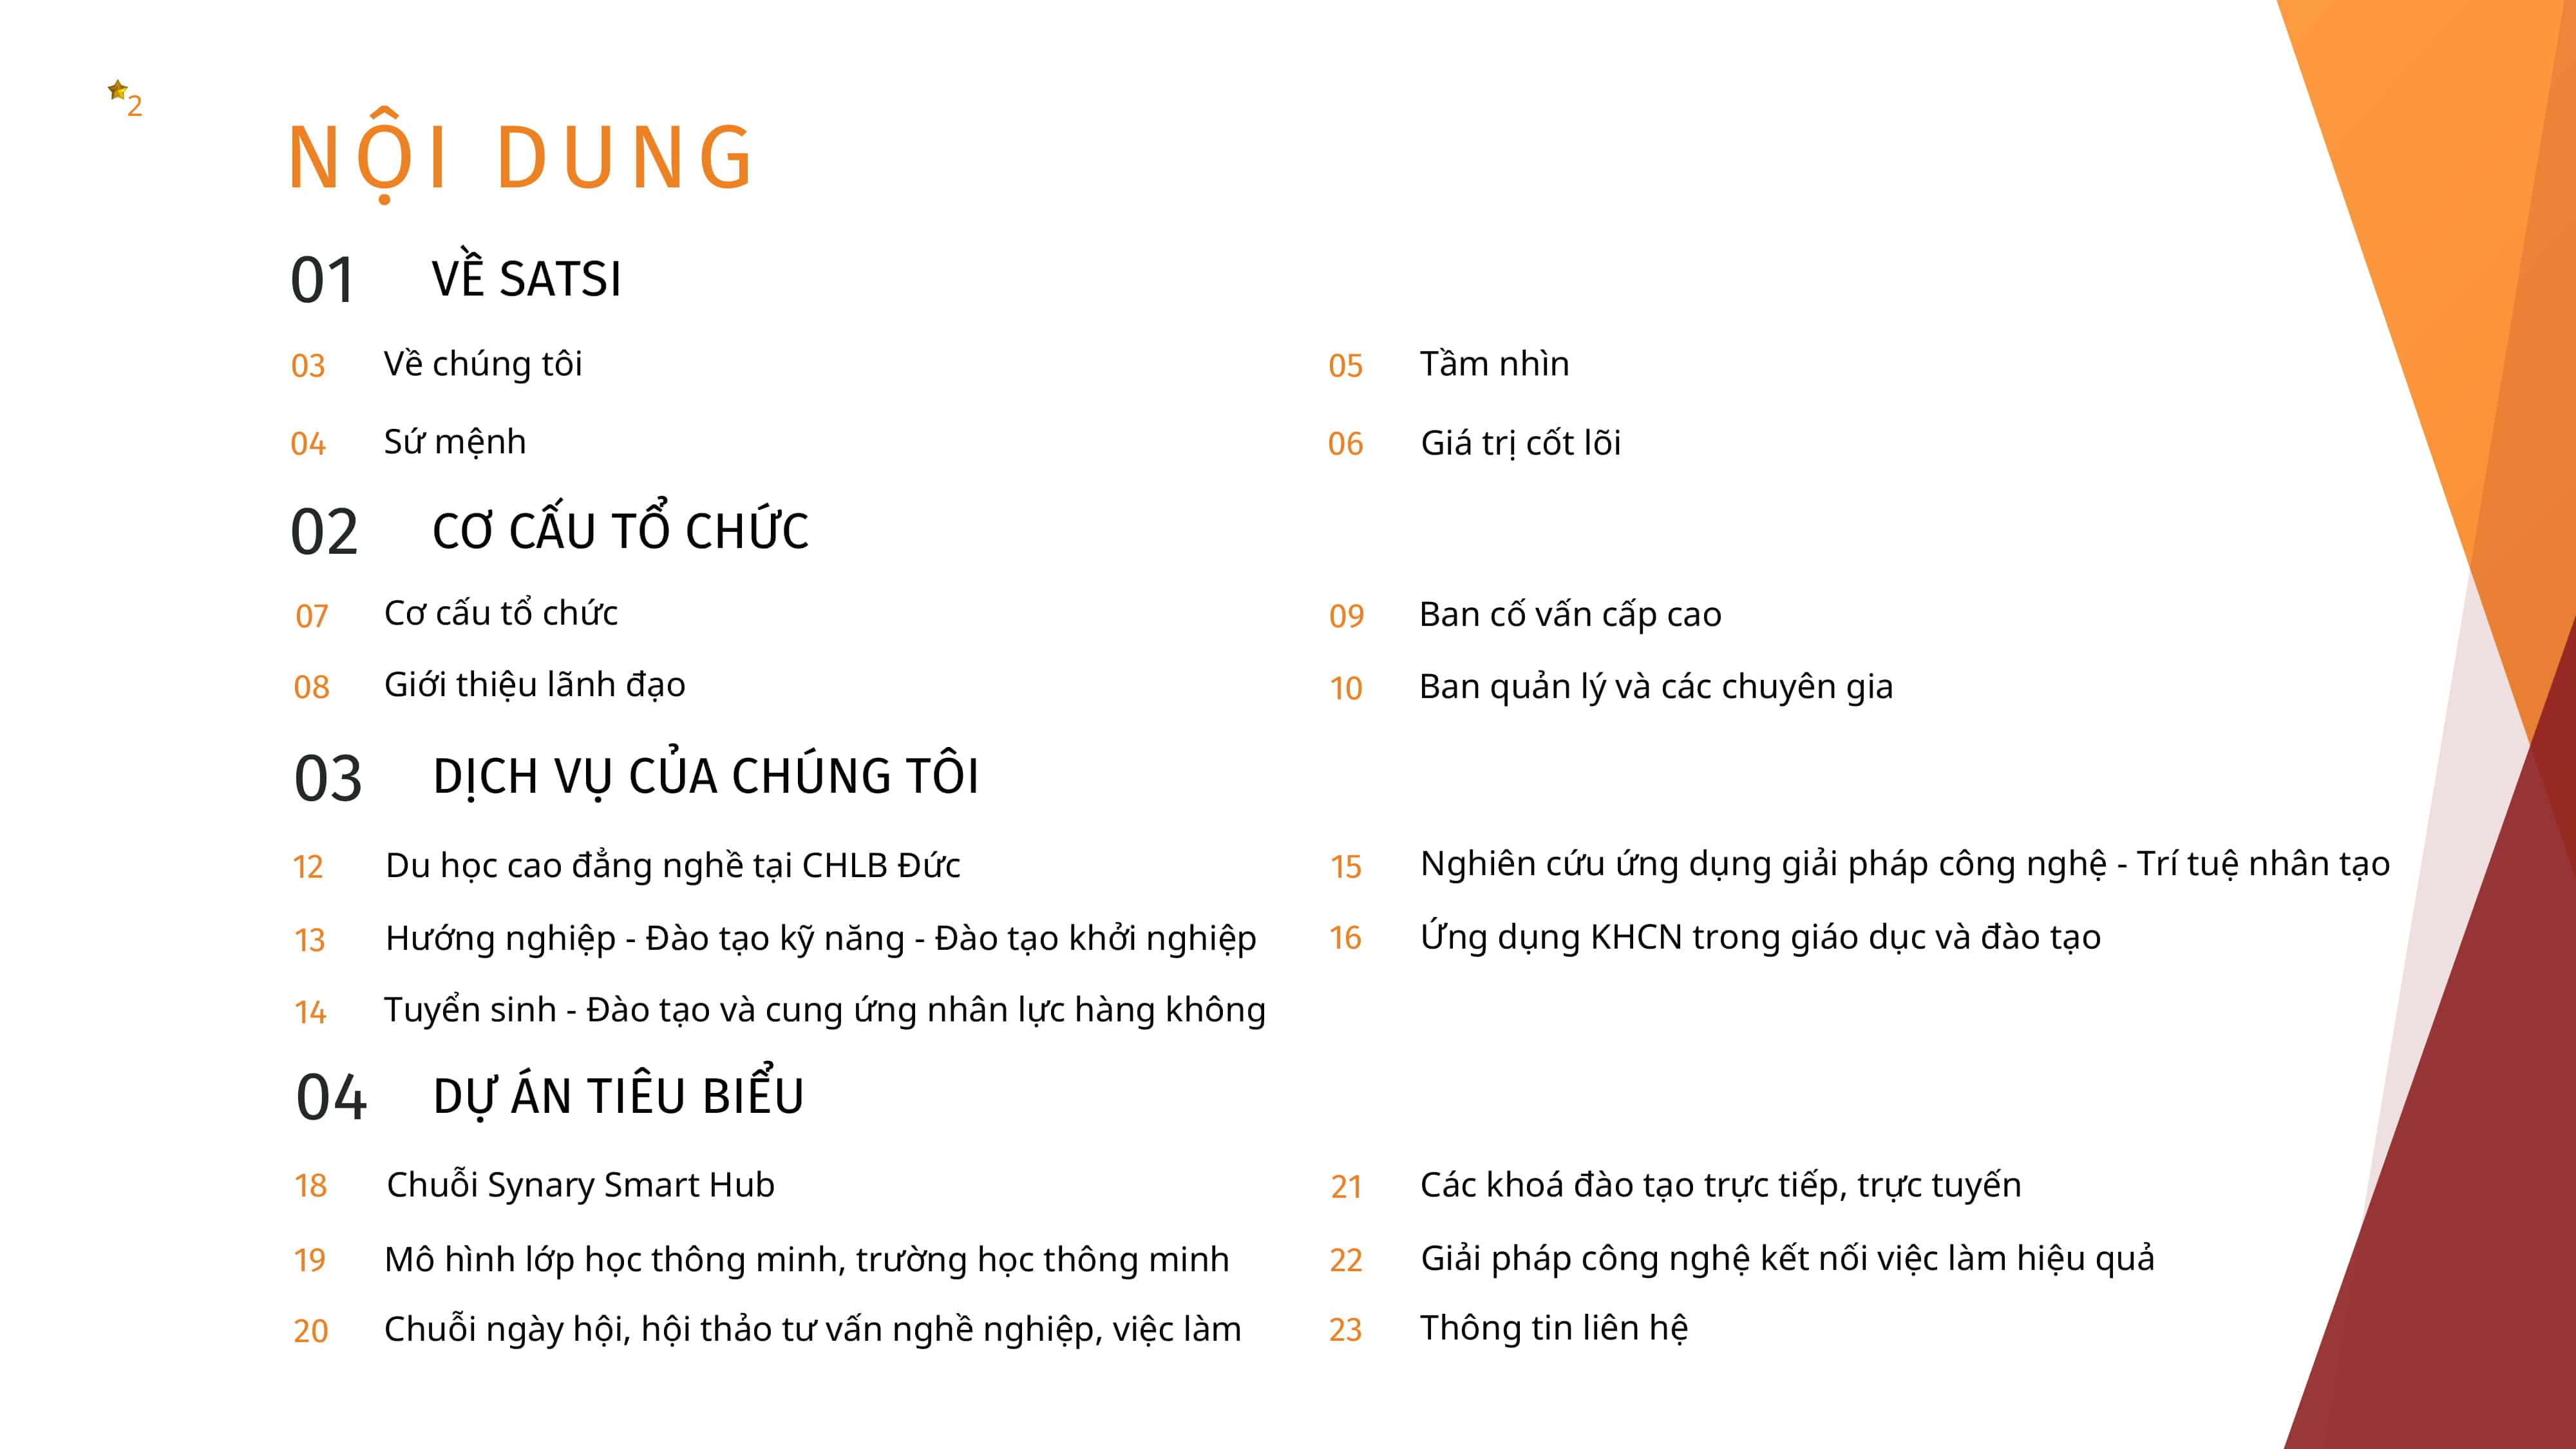 2
NỘI DUNG
01 VỀ SATSI
03 Về chúng tôi
04 Sứ mệnh
05 Tầm nhìn
06 Giá trị cốt lõi
02 CƠ CẤU TỔ CHỨC
07 Cơ cấu tổ chức
08 Giới thiệu lãnh đạo
09 Ban cố vấn cấp cao
10 Ban quản lý và các chuyên gia
03 DỊCH VỤ CỦA CHÚNG TÔI
12 Du học cao đẳng nghề tại CHLB Đức
13 Hướng nghiệp - Đào tạo kỹ năng - Đào tạo khởi nghiệp
14 Tuyển sinh - Đào tạo và cung ứng nhân lực hàng không
15 Nghiên cứu ứng dụng giải pháp công nghệ - Trí tuệ nhân tạo
16 Ứng dụng KHCN trong giáo dục và đào tạo
04 DỰ ÁN TIÊU BIỂU
18 Chuỗi Synary Smart Hub
19 Mô hình lớp học thông minh, trường học thông minh
20 Chuỗi ngày hội, hội thảo tư vấn nghề nghiệp, việc làm
21 Các khoá đào tạo trực tiếp, trực tuyến
22 Giải pháp công nghệ kết nối việc làm hiệu quả
23 Thông tin liên hệ